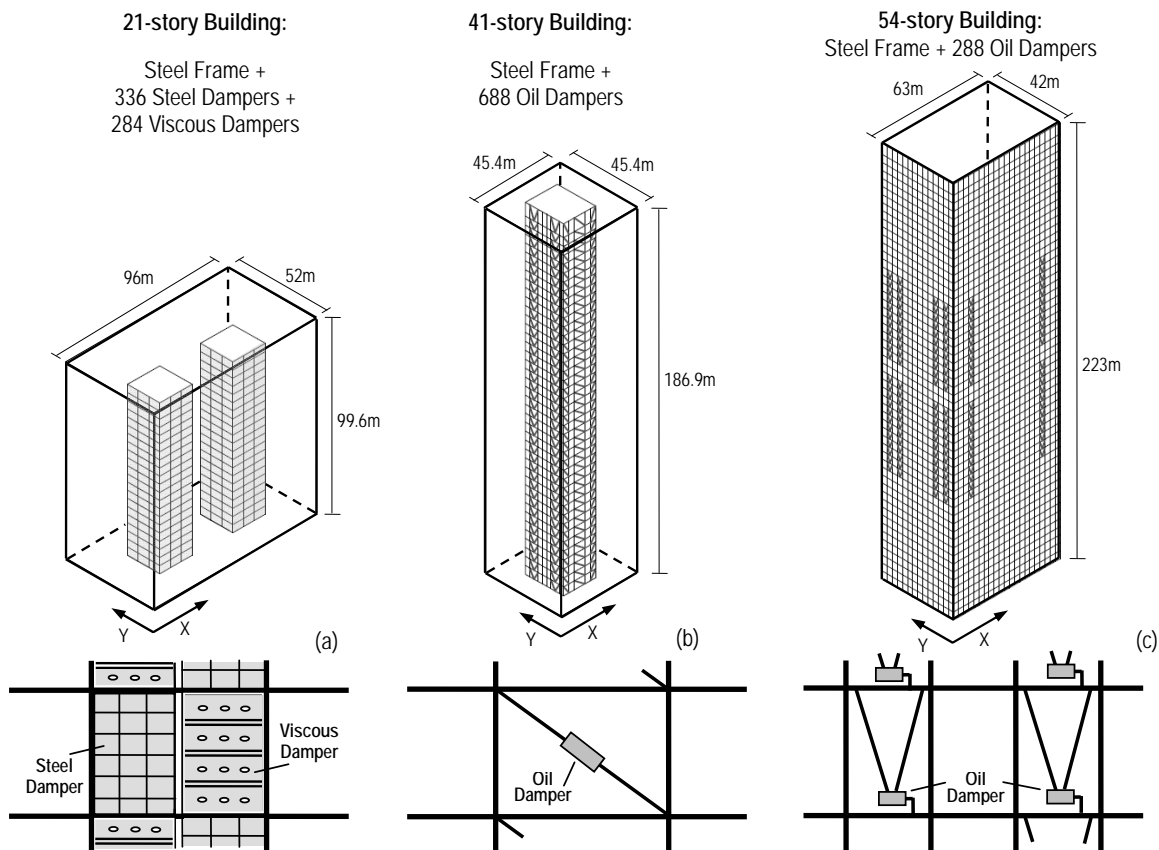 21-story Building:
Steel Frame +
336 Steel Dampers +
284 Viscous Dampers
96m
52m
99.6m
Y
X
(a)
Steel
Damper
Viscous
Damper
41-story Building:
Steel Frame +
688 Oil Dampers
45.4m
45.4m
186.9m
Y
X
(b)
Oil
Damper
54-story Building:
Steel Frame + 288 Oil Dampers
63m
42m
223m
Y
X
(c)
Oil
Damper